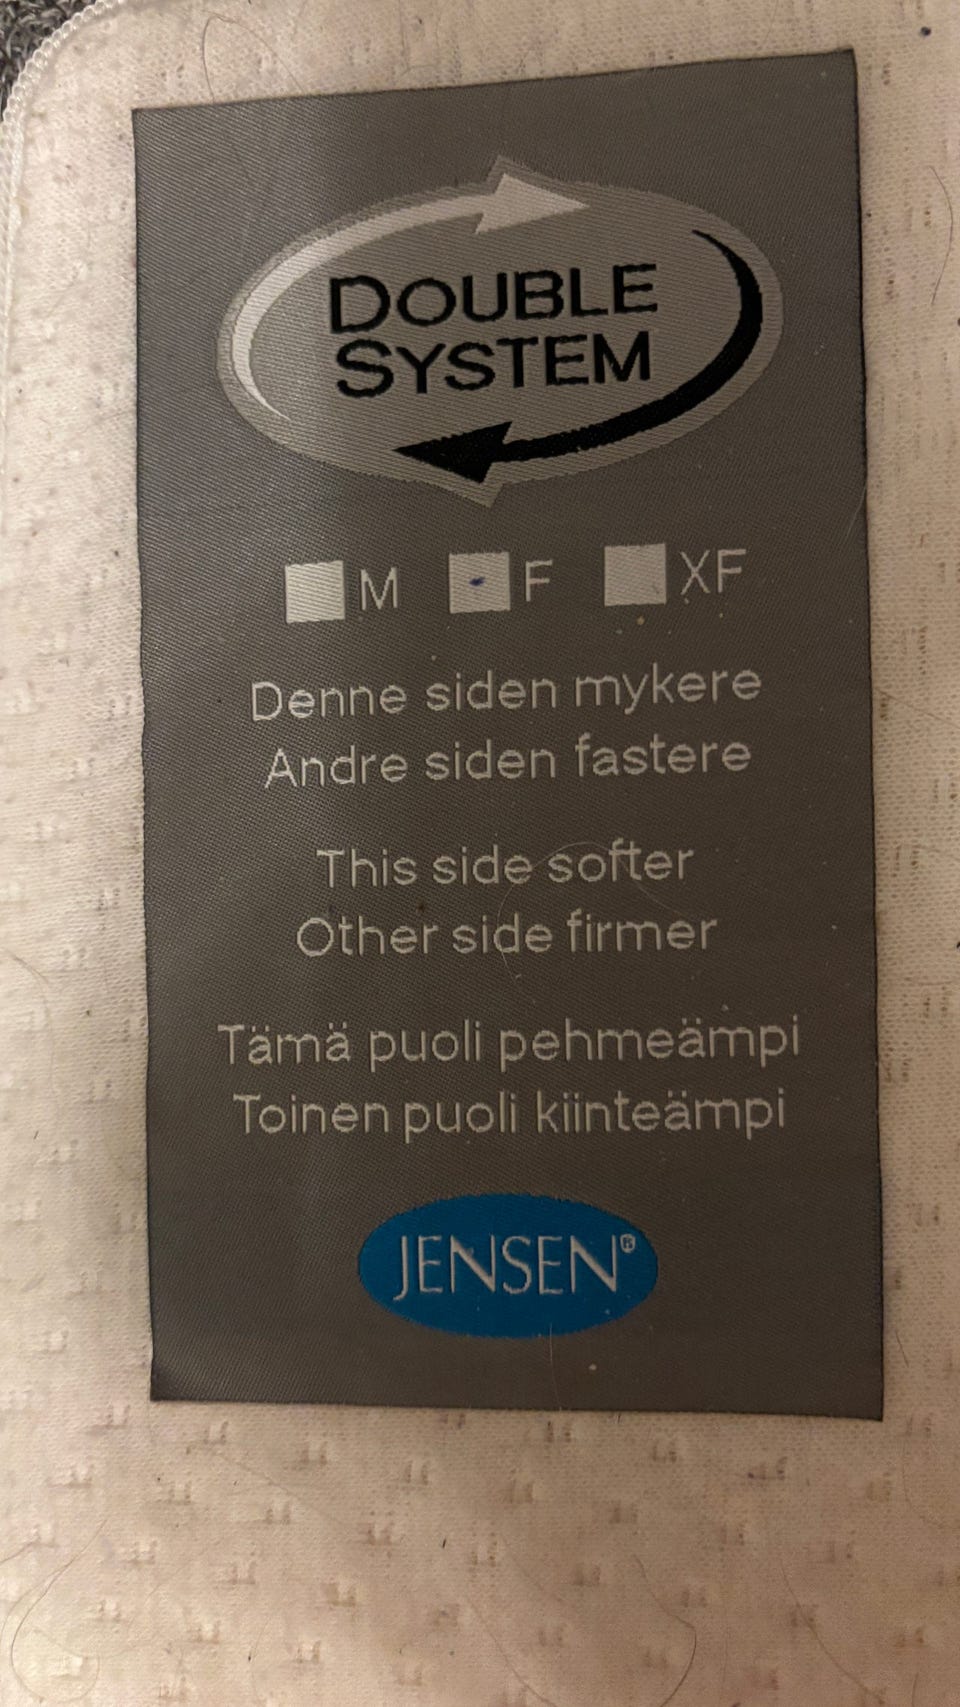 DOUBLE
SYSTEM
M F XF
Denne siden mykere
Andre siden fastere
This side softer
Other side firmer
Tämä puoli pehmeämpi
Toinen puoli kiinteämpi
JENSEN®